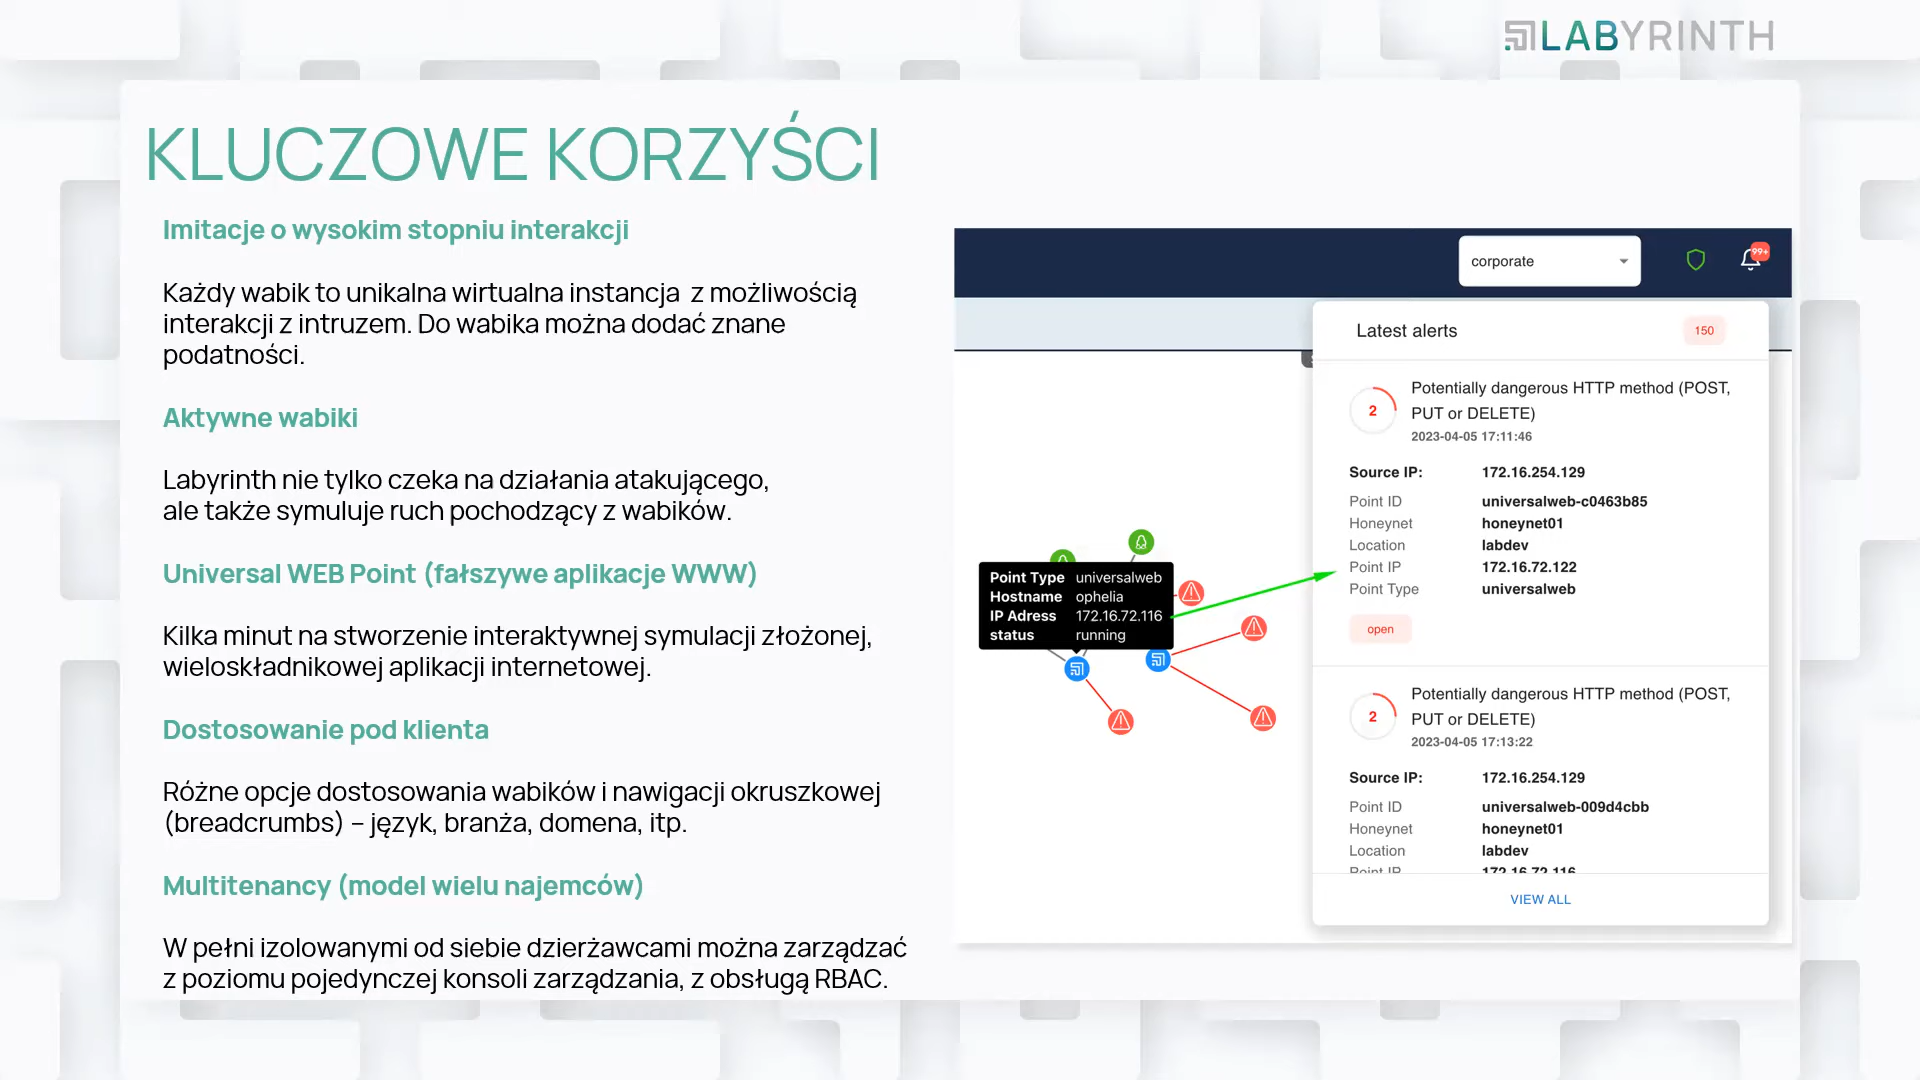 LABYRINTH
KLUCZOWE KORZYŚCI
Imitacje o wysokim stopniu interakcji
Każdy wabik to unikalna wirtualna instancja z możliwością
interakcji z intruzem. Do wabika można dodać znane
podatności.
Aktywne wabiki
Labyrinth nie tylko czeka na działania atakującego,
ale także symuluje ruch pochodzący z wabików.
Universal WEB Point (fałszywe aplikacje WWW)
Kilka minut na stworzenie interaktywnej symulacji złożonej,
wieloskładnikowej aplikacji internetowej.
Dostosowanie pod klienta
Różne opcje dostosowania wabików i nawigacji okruszkowej
(breadcrumbs) – język, branża, domena, itp.
Multitenancy (model wielu najemców)
W pełni izolowanymi od siebie dzierżawcami można zarządzać
z poziomu pojedynczej konsoli zarządzania, z obsługą RBAC.
corporate
99+
Latest alerts 150
2 Potentially dangerous HTTP method (POST,
PUT or DELETE)
2023-04-05 17:11:46
Source IP: 172.16.254.129
Point ID universalweb-c0463b85
Honeynet honeynet01
Location labdev
Point IP 172.16.72.122
Point Type universalweb
open
2 Potentially dangerous HTTP method (POST,
PUT or DELETE)
2023-04-05 17:13:22
Source IP: 172.16.254.129
Point ID universalweb-009d4cbb
Honeynet honeynet01
Location labdev
Point IP 172.16.72.116
VIEW ALL
Point Type universalweb
Hostname ophelia
IP Adress 172.16.72.116
status running